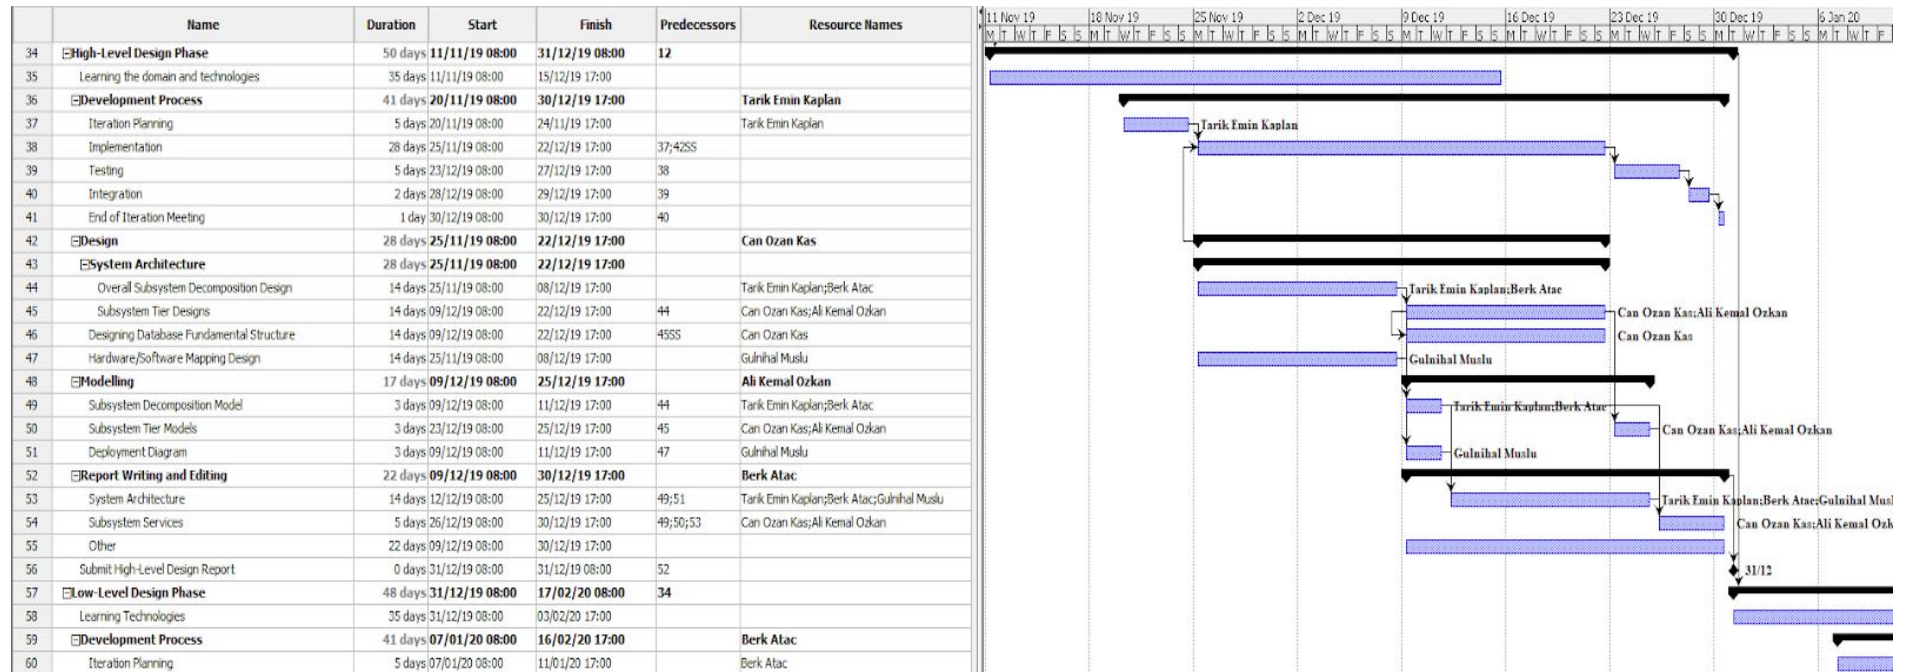 Name Duration Start Finish Predecessors Resource Names
11 Nov 19 18 Nov 19 25 Nov 19 2 Dec 19 9 Dec 19 16 Dec 19 23 Dec 19 30 Dec 19 6 Jan 20
M T W T F S S M T W T F S S M T W T F S S M T W T F S S M T W T F S S M T W T F S S M T W T F S S M T W T F S S M T W T F
34 High-Level Design Phase 50 days 11/11/19 08:00 31/12/19 08:00 12
35 Learning the domain and technologies 35 days 11/11/19 08:00 15/12/19 17:00
36 Development Process 41 days 20/11/19 08:00 30/12/19 17:00 Tarik Emin Kaplan
37 Iteration Planning 5 days 20/11/19 08:00 24/11/19 17:00 Tarik Emin Kaplan Tarik Emin Kaplan
38 Implementation 28 days 25/11/19 08:00 22/12/19 17:00 37;42SS
39 Testing 5 days 23/12/19 08:00 27/12/19 17:00 38
40 Integration 2 days 28/12/19 08:00 29/12/19 17:00 39
41 End of Iteration Meeting 1 day 30/12/19 08:00 30/12/19 17:00 40
42 Design 28 days 25/11/19 08:00 22/12/19 17:00 Can Ozan Kas
43 System Architecture 28 days 25/11/19 08:00 22/12/19 17:00
44 Overall Subsystem Decomposition Design 14 days 25/11/19 08:00 08/12/19 17:00 Tarik Emin Kaplan;Berk Atac Tarik Emin Kaplan;Berk Atac
45 Subsystem Tier Designs 14 days 09/12/19 08:00 22/12/19 17:00 44 Can Ozan Kas;Ali Kemal Ozkan Can Ozan Kas;Ali Kemal Ozkan
46 Designing Database Fundamental Structure 14 days 09/12/19 08:00 22/12/19 17:00 45SS Can Ozan Kas Can Ozan Kas
47 Hardware/Software Mapping Design 14 days 25/11/19 08:00 08/12/19 17:00 Gulnihal Muslu Gulnihal Muslu
48 Modelling 17 days 09/12/19 08:00 25/12/19 17:00 Ali Kemal Ozkan
49 Subsystem Decomposition Model 3 days 09/12/19 08:00 11/12/19 17:00 44 Tarik Emin Kaplan;Berk Atac Tarik Emin Kaplan;Berk Atac
50 Subsystem Tier Models 3 days 23/12/19 08:00 25/12/19 17:00 45 Can Ozan Kas;Ali Kemal Ozkan Can Ozan Kas;Ali Kemal Ozkan
51 Deployment Diagram 3 days 09/12/19 08:00 11/12/19 17:00 47 Gulnihal Muslu Gulnihal Muslu
52 Report Writing and Editing 22 days 09/12/19 08:00 30/12/19 17:00 Berk Atac
53 System Architecture 14 days 12/12/19 08:00 25/12/19 17:00 49;51 Tarik Emin Kaplan;Berk Atac;Gulnihal Muslu Tarik Emin Kaplan;Berk Atac;Gulnihal Musl
54 Subsystem Services 5 days 26/12/19 08:00 30/12/19 17:00 49;50;53 Can Ozan Kas;Ali Kemal Ozkan Can Ozan Kas;Ali Kemal Ozk
55 Other 22 days 09/12/19 08:00 30/12/19 17:00
56 Submit High-Level Design Report 0 days 31/12/19 08:00 31/12/19 08:00 52 31/12
57 Low-Level Design Phase 48 days 31/12/19 08:00 17/02/20 08:00 34
58 Learning Technologies 35 days 31/12/19 08:00 03/02/20 17:00
59 Development Process 41 days 07/01/20 08:00 16/02/20 17:00 Berk Atac
60 Iteration Planning 5 days 07/01/20 08:00 11/01/20 17:00 Berk Atac